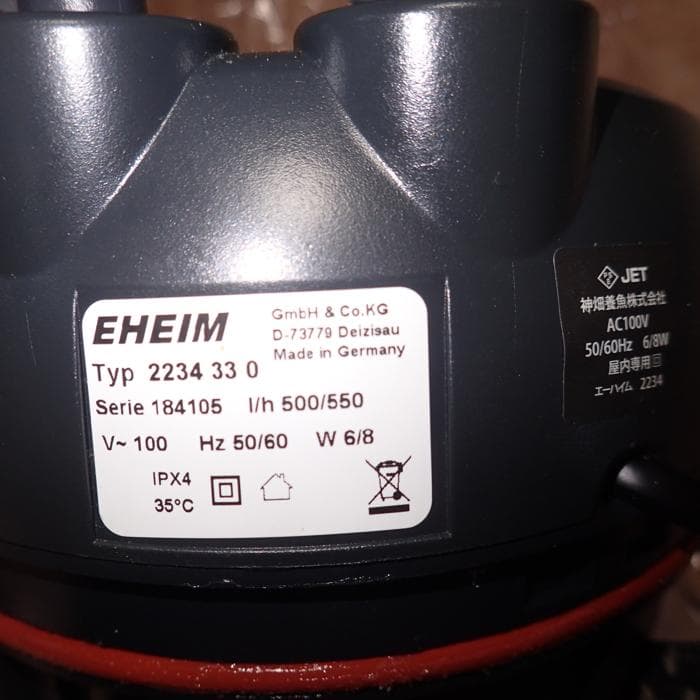 EHEIM
GmbH & Co.KG
D-73779 Deizisau
Made in Germany
Typ 2234 33 0
Serie 184105 l/h 500/550
V~ 100 Hz 50/60 W 6/8
IPX4
35°C
JET
神畑養魚株式会社
AC100V
50/60Hz 6/8W
屋内専用
エーハイム 2234